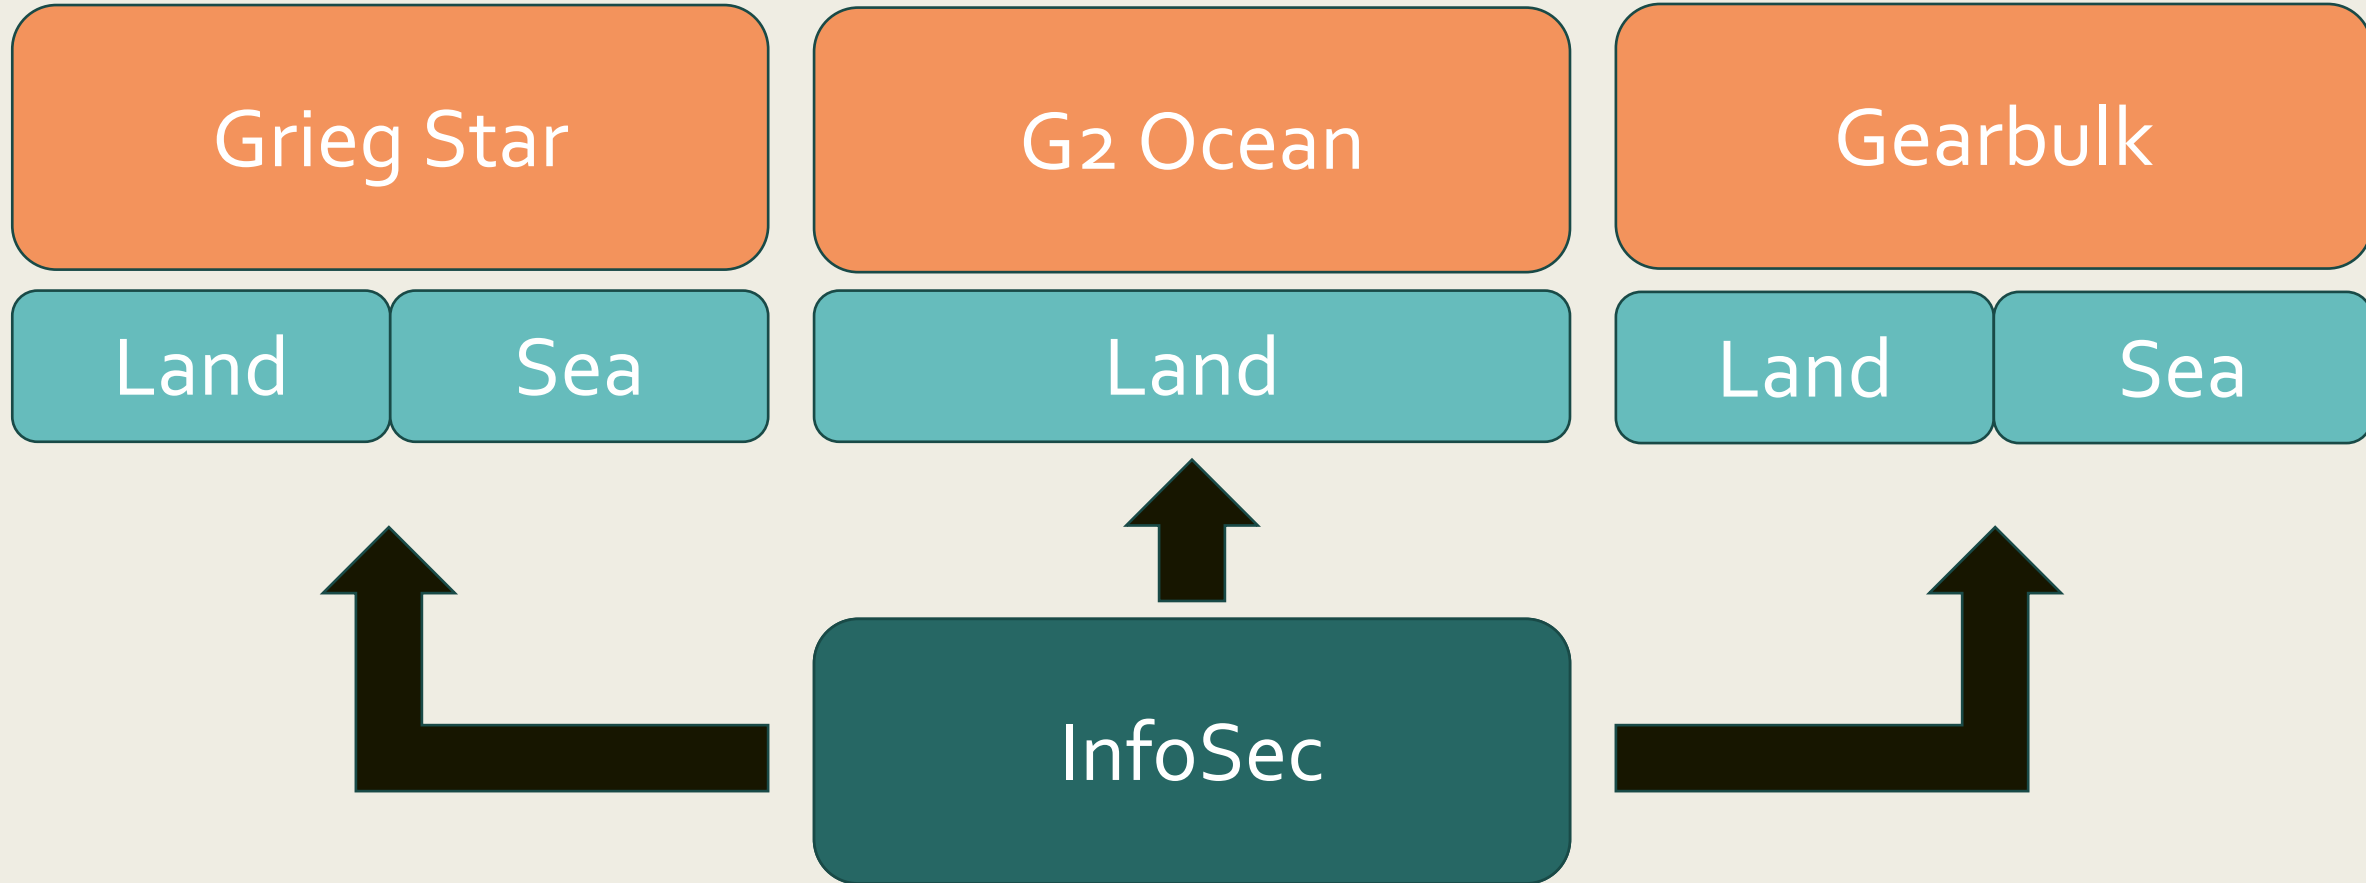 Grieg Star
G2 Ocean
Gearbulk
Land
Sea
Land
Land
Sea
InfoSec